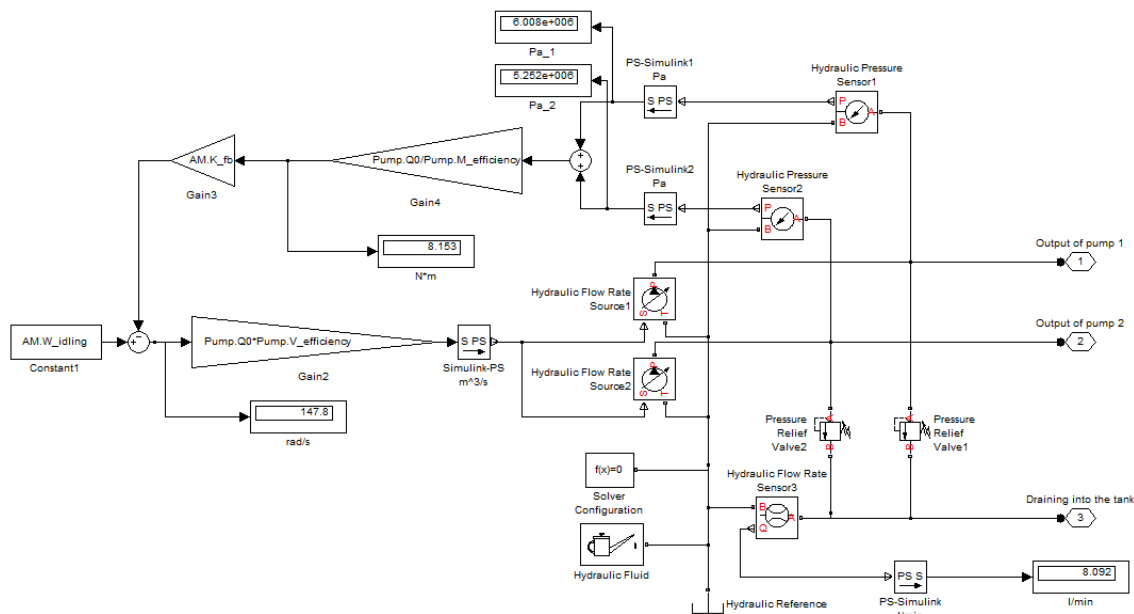 6.008e+006
Pa_1
5.252e+006
Pa_2
PS-Simulink1
Pa
S PS
Hydraulic Pressure
Sensor1
P
A
B
AM.K_fb
Gain3
Pump.Q0/Pump.M_efficiency
Gain4
+
+
PS-Simulink2
Pa
S PS
Hydraulic Pressure
Sensor2
P
A
B
8.153
N*m
Output of pump 1
1
Hydraulic Flow Rate
Source1
P
S
T
AM.W_idling
Constant1
+
−
Pump.Q0*Pump.V_efficiency
Gain2
S PS
Simulink-PS
m^3/s
Output of pump 2
2
Hydraulic Flow Rate
Source2
P
S
T
147.8
rad/s
Pressure
Relief
Valve2
A
B
Pressure
Relief
Valve1
A
B
f(x)=0
Solver
Configuration
Hydraulic Flow Rate
Sensor3
B
A
Q
Draining into the tank
3
Hydraulic Fluid
PS S
PS-Simulink
8.092
l/min
Hydraulic Reference